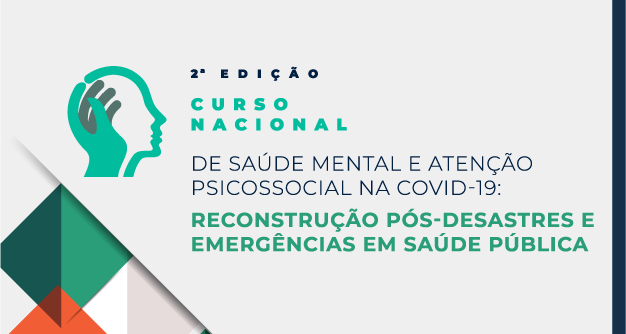 2ª EDIÇÃO
CURSO
NACIONAL
DE SAÚDE MENTAL E ATENÇÃO
PSICOSSOCIAL NA COVID-19:
RECONSTRUÇÃO PÓS-DESASTRES E
EMERGÊNCIAS EM SAÚDE PÚBLICA